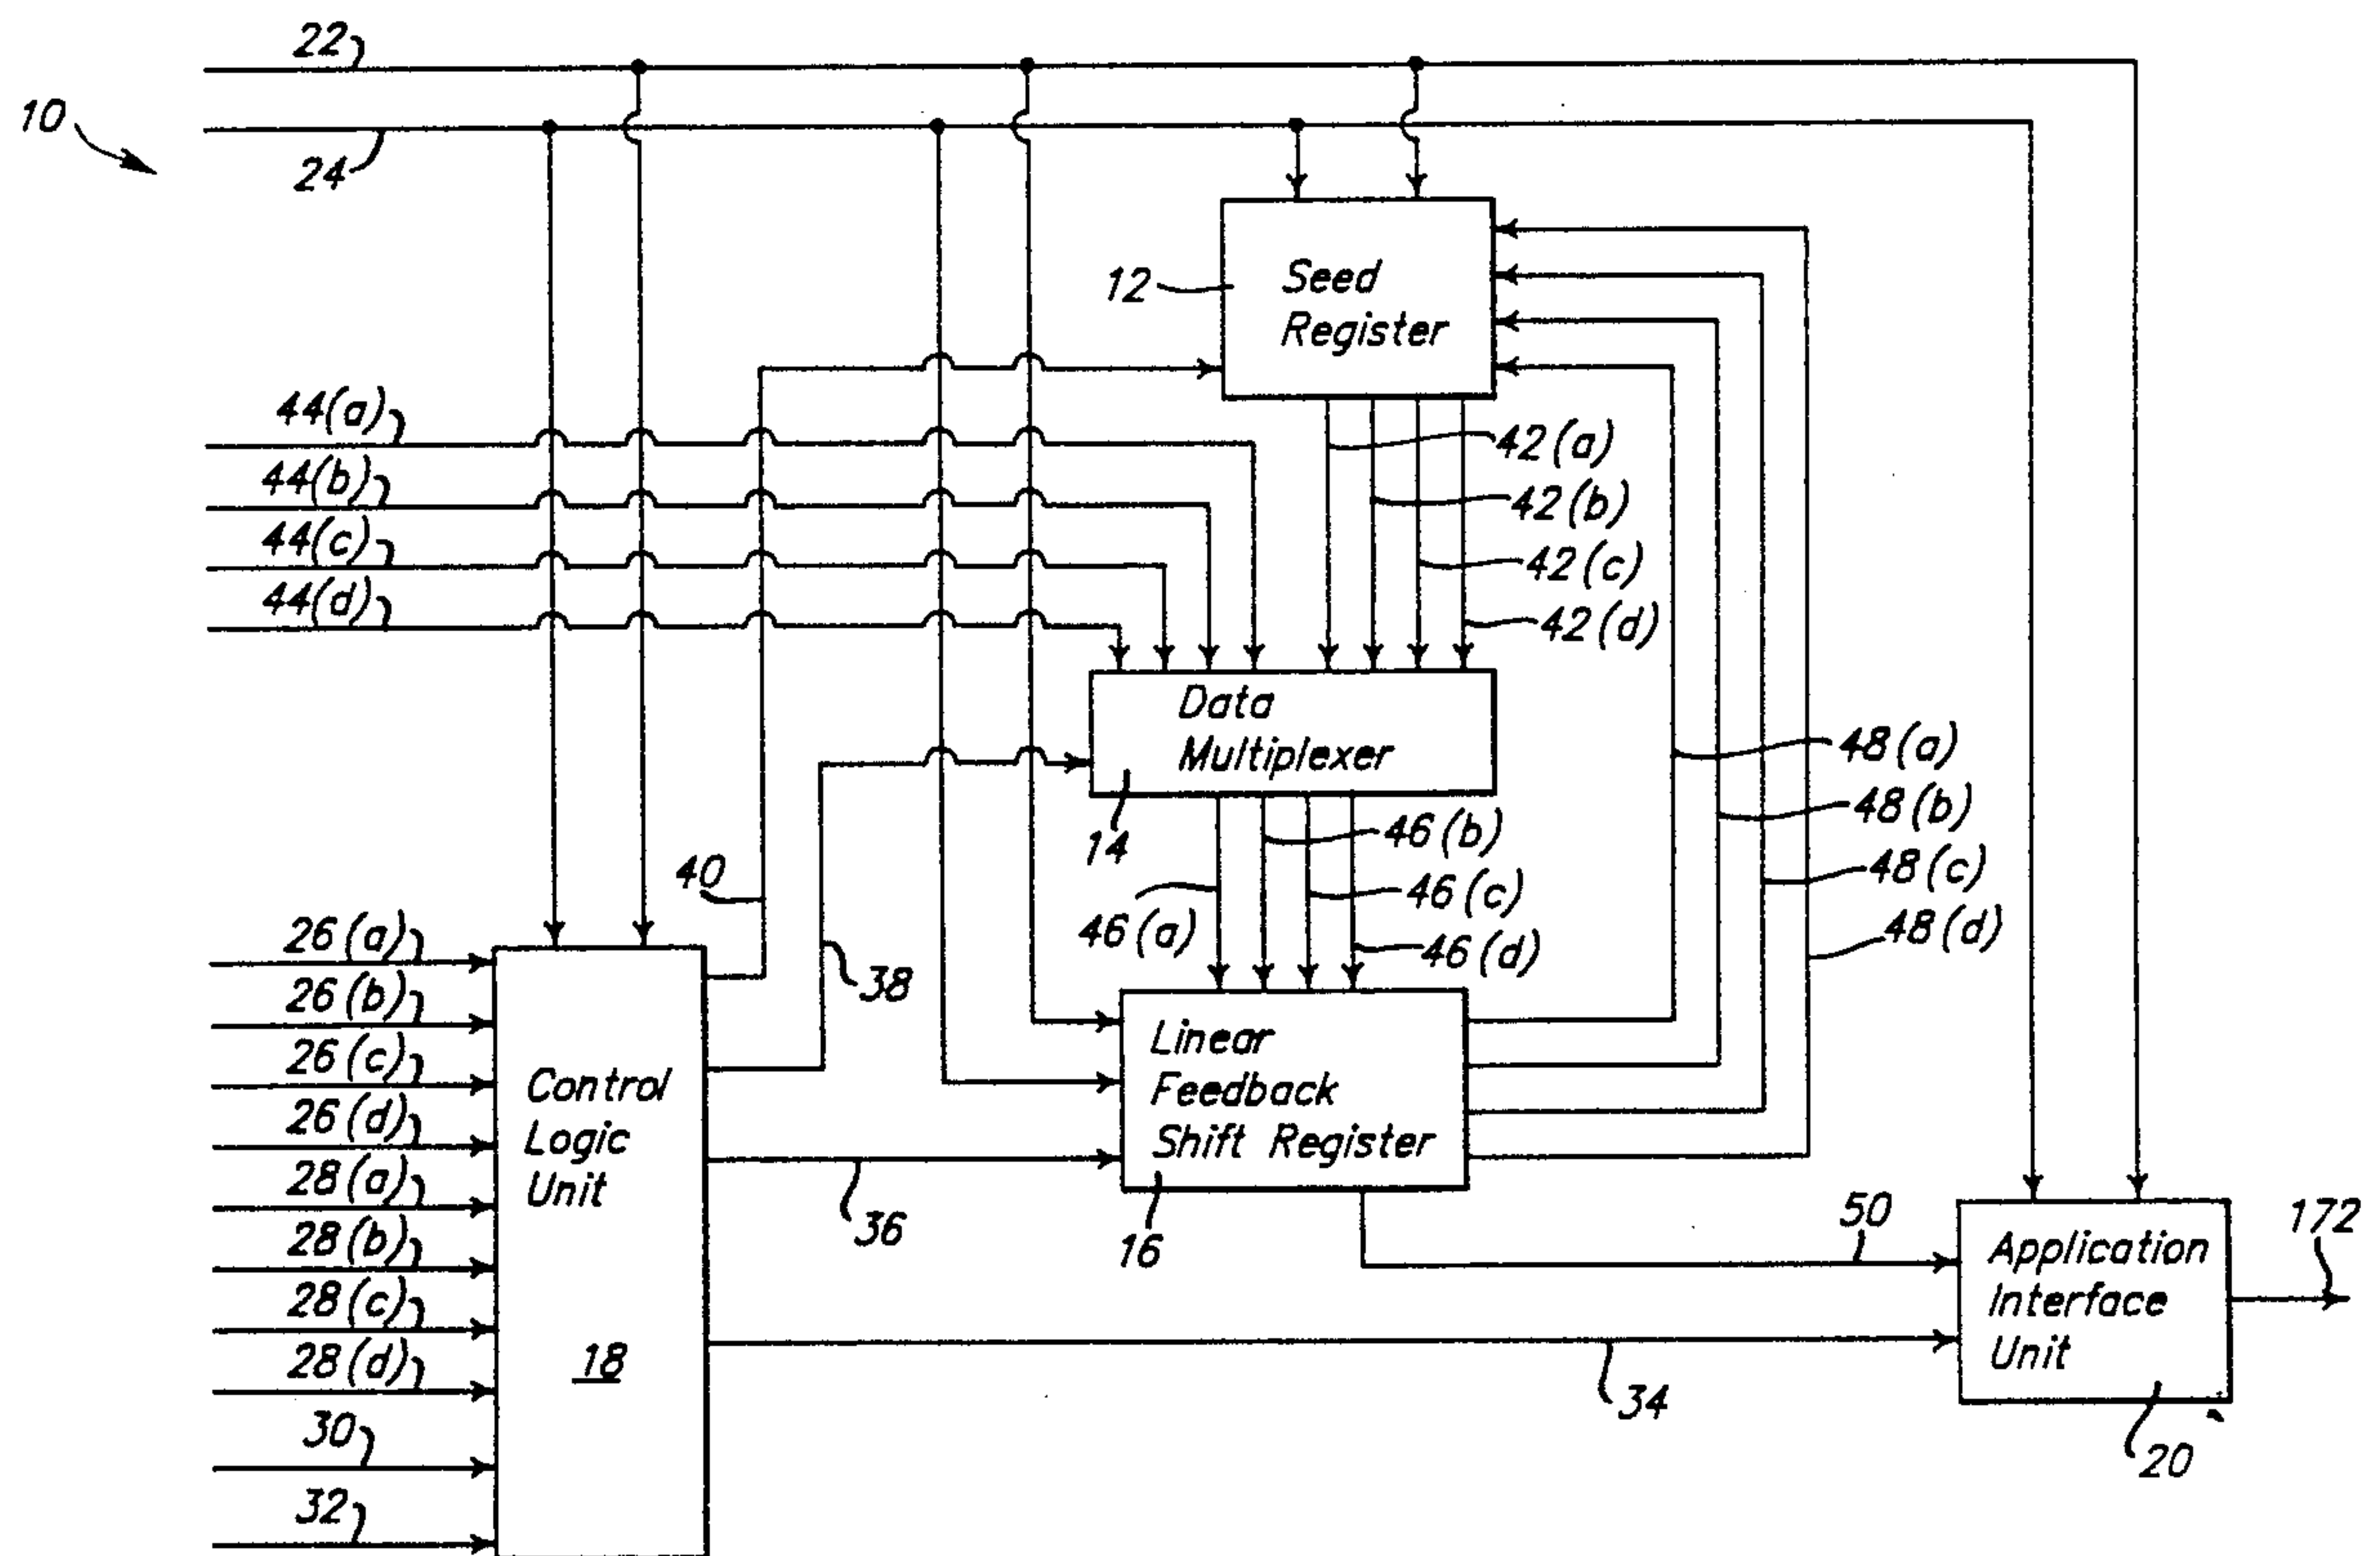 22
10
24
12
Seed
Register
44(a)
44(b)
44(c)
44(d)
42(a)
42(b)
42(c)
42(d)
Data
Multiplexer
14
48(a)
48(b)
48(c)
48(d)
46(b)
46(c)
46(a)
46(d)
40
38
26(a)
26(b)
26(c)
26(d)
28(a)
28(b)
28(c)
28(d)
30
32
Control
Logic
Unit
18
Linear
Feedback
Shift Register
16
36
50
34
Application
Interface
Unit
20
172